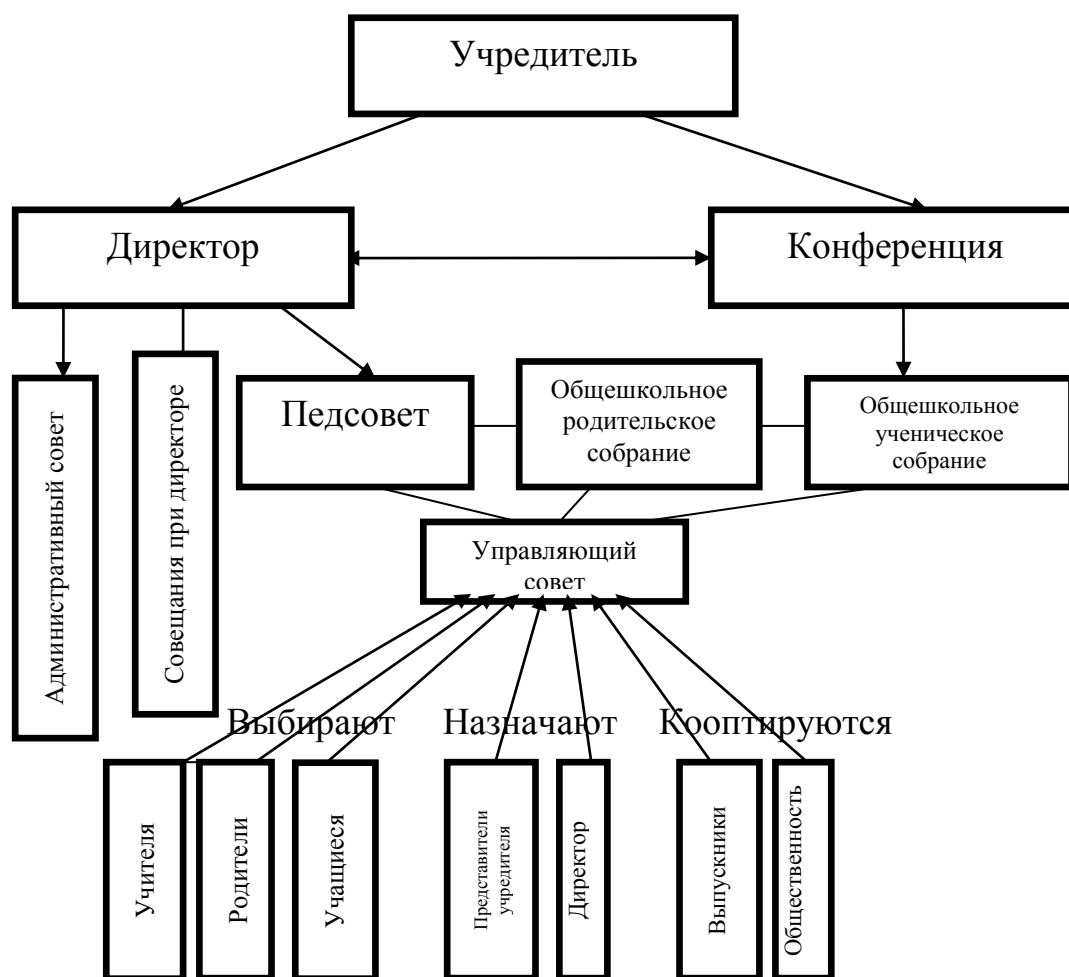 Учредитель
Директор
Конференция
Административный совет
Совещания при директоре
Педсовет
Общешкольное
родительское
собрание
Общешкольное
ученическое
собрание
Управляющий
совет
Выбирают
Назначают
Кооптируются
Учителя
Родители
Учащиеся
Представители
учредителя
Директор
Выпускники
Общественность